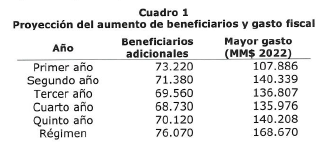 Cuadro 1
Proyección del aumento de beneficiarios y gasto fiscal
Año Beneficiarios adicionales Mayor gasto (MM$ 2022)
Primer año 73.220 107.886
Segundo año 71.380 140.339
Tercer año 69.560 136.807
Cuarto año 68.730 135.976
Quinto año 70.120 140.208
Régimen 76.070 168.670